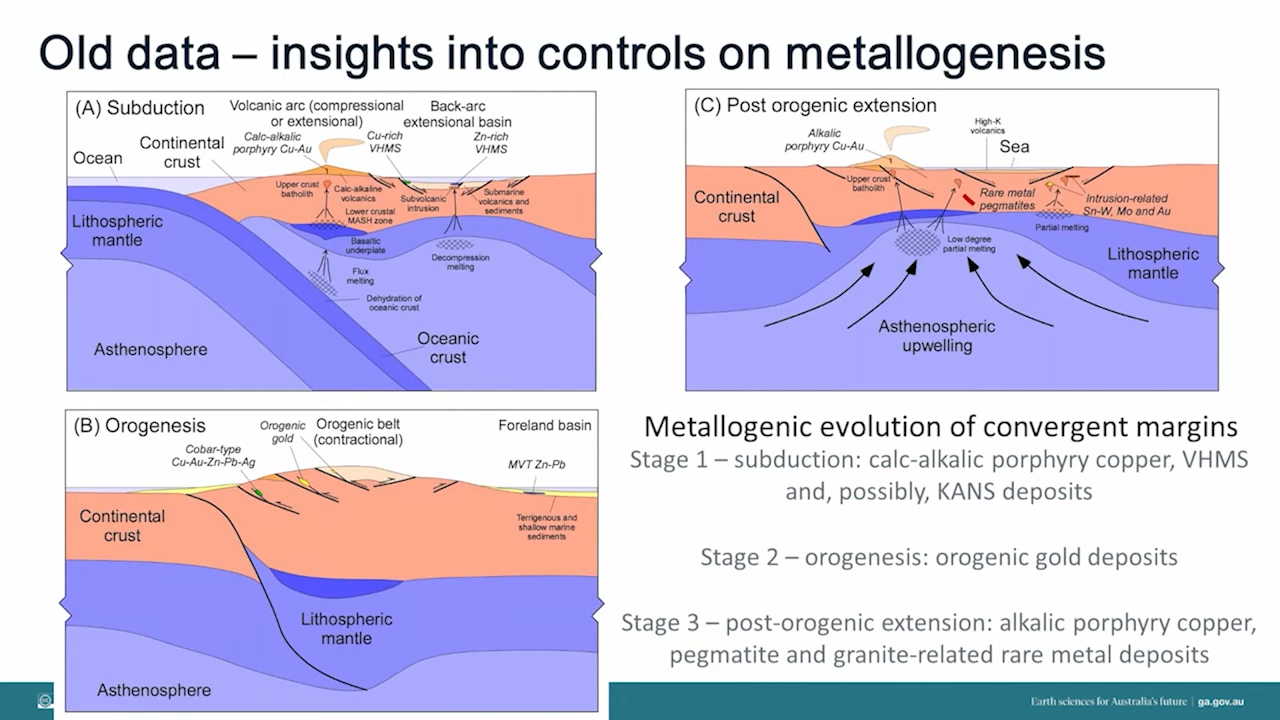 Old data – insights into controls on metallogenesis
(A) Subduction
Volcanic arc (compressional
or extensional)
Back-arc
extensional basin
Calc-alkalic
porphyry Cu-Au
Cu-rich
VHMS
Zn-rich
VHMS
Ocean
Continental
crust
Upper crust
batholith
Calc-alkaline
volcanics
Subvolcanic
intrusion
Submarine
volcanics and
sediments
Lower crustal
MASH zone
Lithospheric
mantle
Basaltic
underplate
Decompression
melting
Flux
melting
Dehydration of
oceanic crust
Oceanic
crust
Asthenosphere
(C) Post orogenic extension
Alkalic
porphyry Cu-Au
High-K
volcanics
Sea
Upper crust
batholith
Continental
crust
Rare metal
pegmatites
Intrusion-related
Sn-W, Mo and Au
Partial melting
Low degree
partial melting
Lithospheric
mantle
Asthenospheric
upwelling
(B) Orogenesis
Orogenic
gold
Orogenic belt
(contractional)
Foreland basin
Cobar-type
Cu-Au-Zn-Pb-Ag
MVT Zn-Pb
Continental
crust
Terrigenous and
shallow marine
sediments
Lithospheric
mantle
Asthenosphere
Metallogenic evolution of convergent margins
Stage 1 – subduction: calc-alkalic porphyry copper, VHMS
and, possibly, KANS deposits
Stage 2 – orogenesis: orogenic gold deposits
Stage 3 – post-orogenic extension: alkalic porphyry copper,
pegmatite and granite-related rare metal deposits
Earth sciences for Australia's future | ga.gov.au